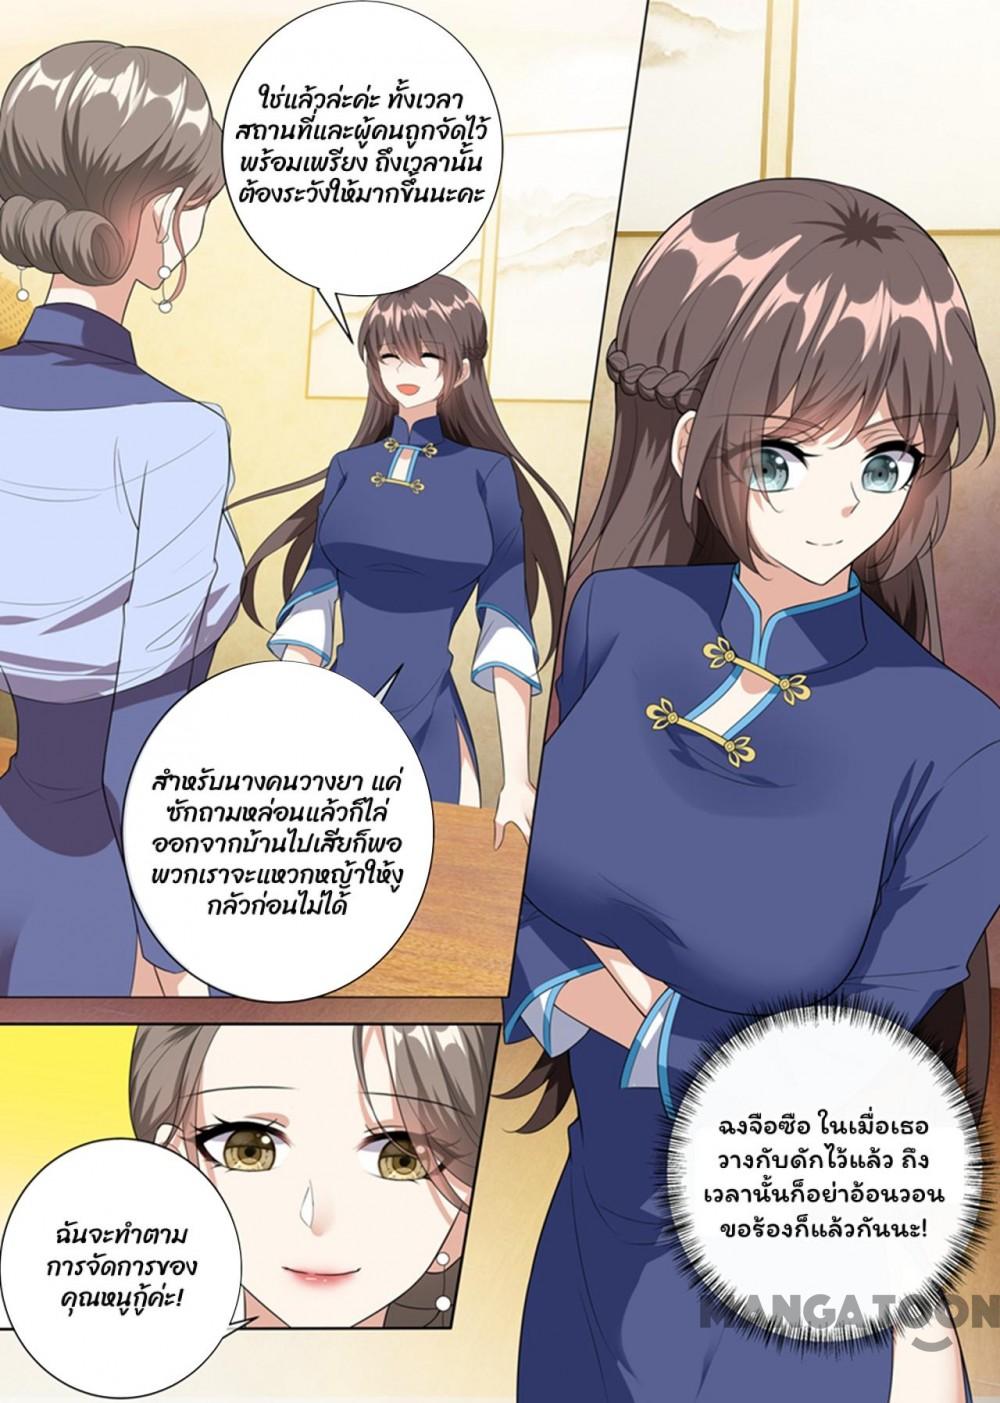 ใช่แล้วล่ะค่ะ ทั้งเวลา
สถานที่และผู้คนถูกจัดไว้
พร้อมเพรียง ถึงเวลานั้น
ต้องระวังให้มากขึ้นนะคะ
สำหรับนางคนวางยา แค่
ซักถามหล่อนแล้วก็ไล่
ออกจากบ้านไปเสียก็พอ
พวกเราจะแหวกหญ้าให้งู
กลัวก่อนไม่ได้
ฉงจือซือ ในเมื่อเธอ
วางกับดักไว้แล้ว ถึง
เวลานั้นก็อย่าอ้อนวอน
ขอร้องก็แล้วกันนะ!
ฉันจะทำตาม
การจัดการของ
คุณหนูกู้ค่ะ!
MANGATOON